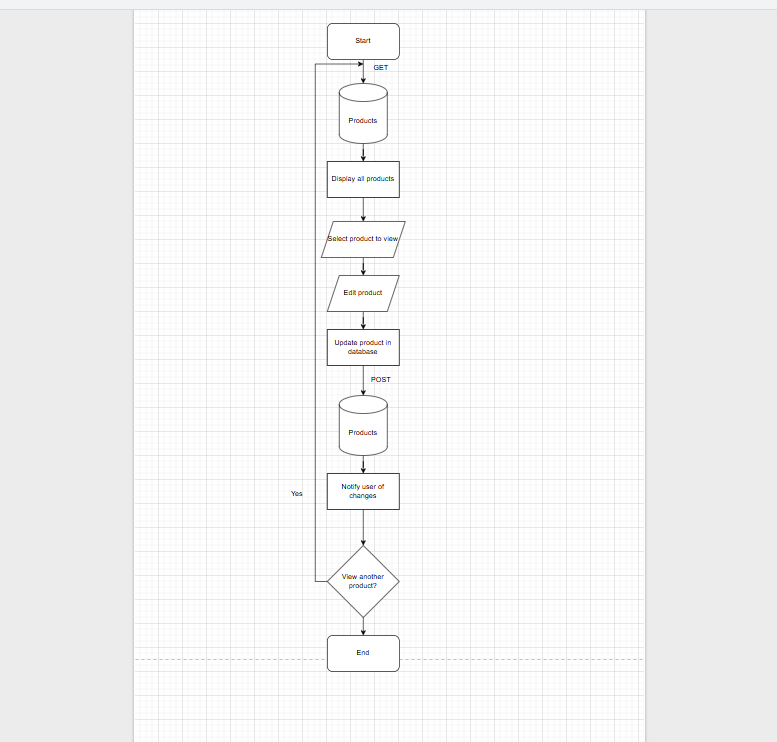 Start
GET
Products
Display all products
Select product to view
Edit product
Update product in
database
POST
Products
Notify user of
changes
Yes
View another
product?
End